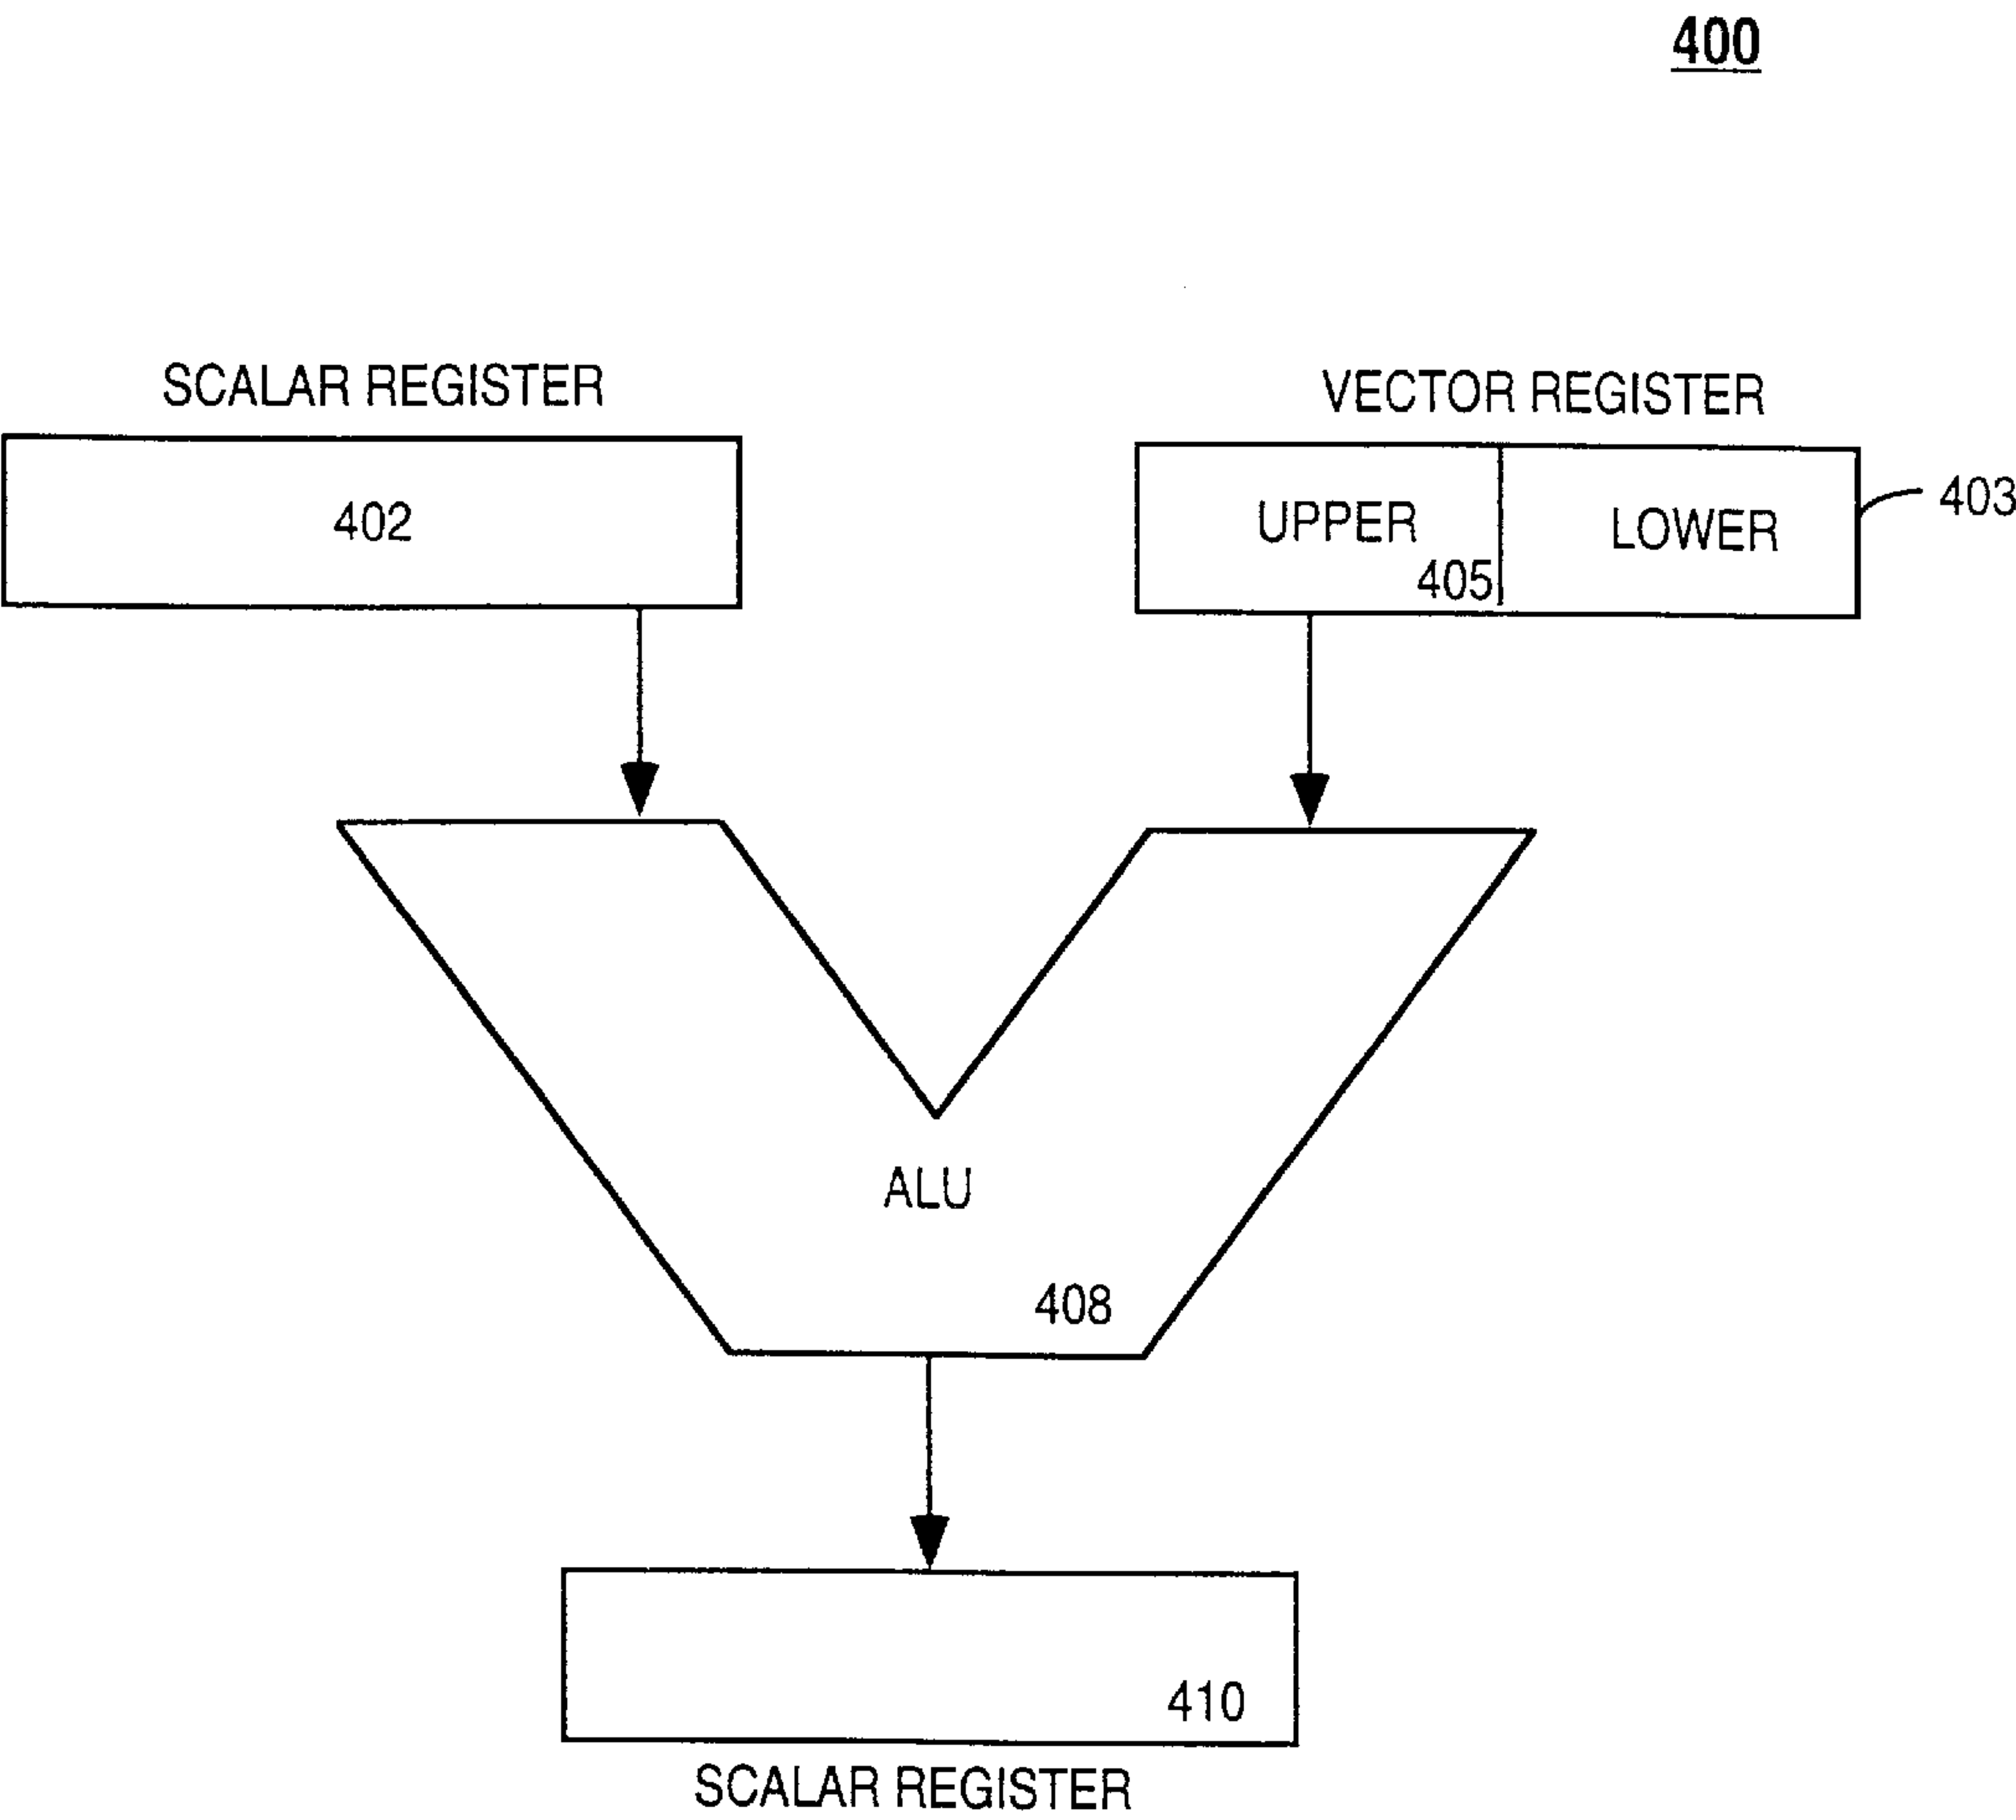 400
SCALAR REGISTER
VECTOR REGISTER
402
UPPER
405
LOWER
403
ALU
408
410
SCALAR REGISTER